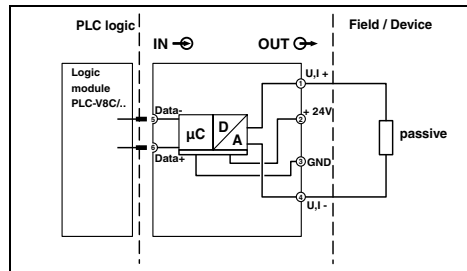 PLC logic
IN
OUT
Field / Device
Logic
module
PLC-V8C/..
Data-
5
Data+
6
µC
D
A
U,I +
1
+ 24V
2
GND
3
U,I -
4
passive